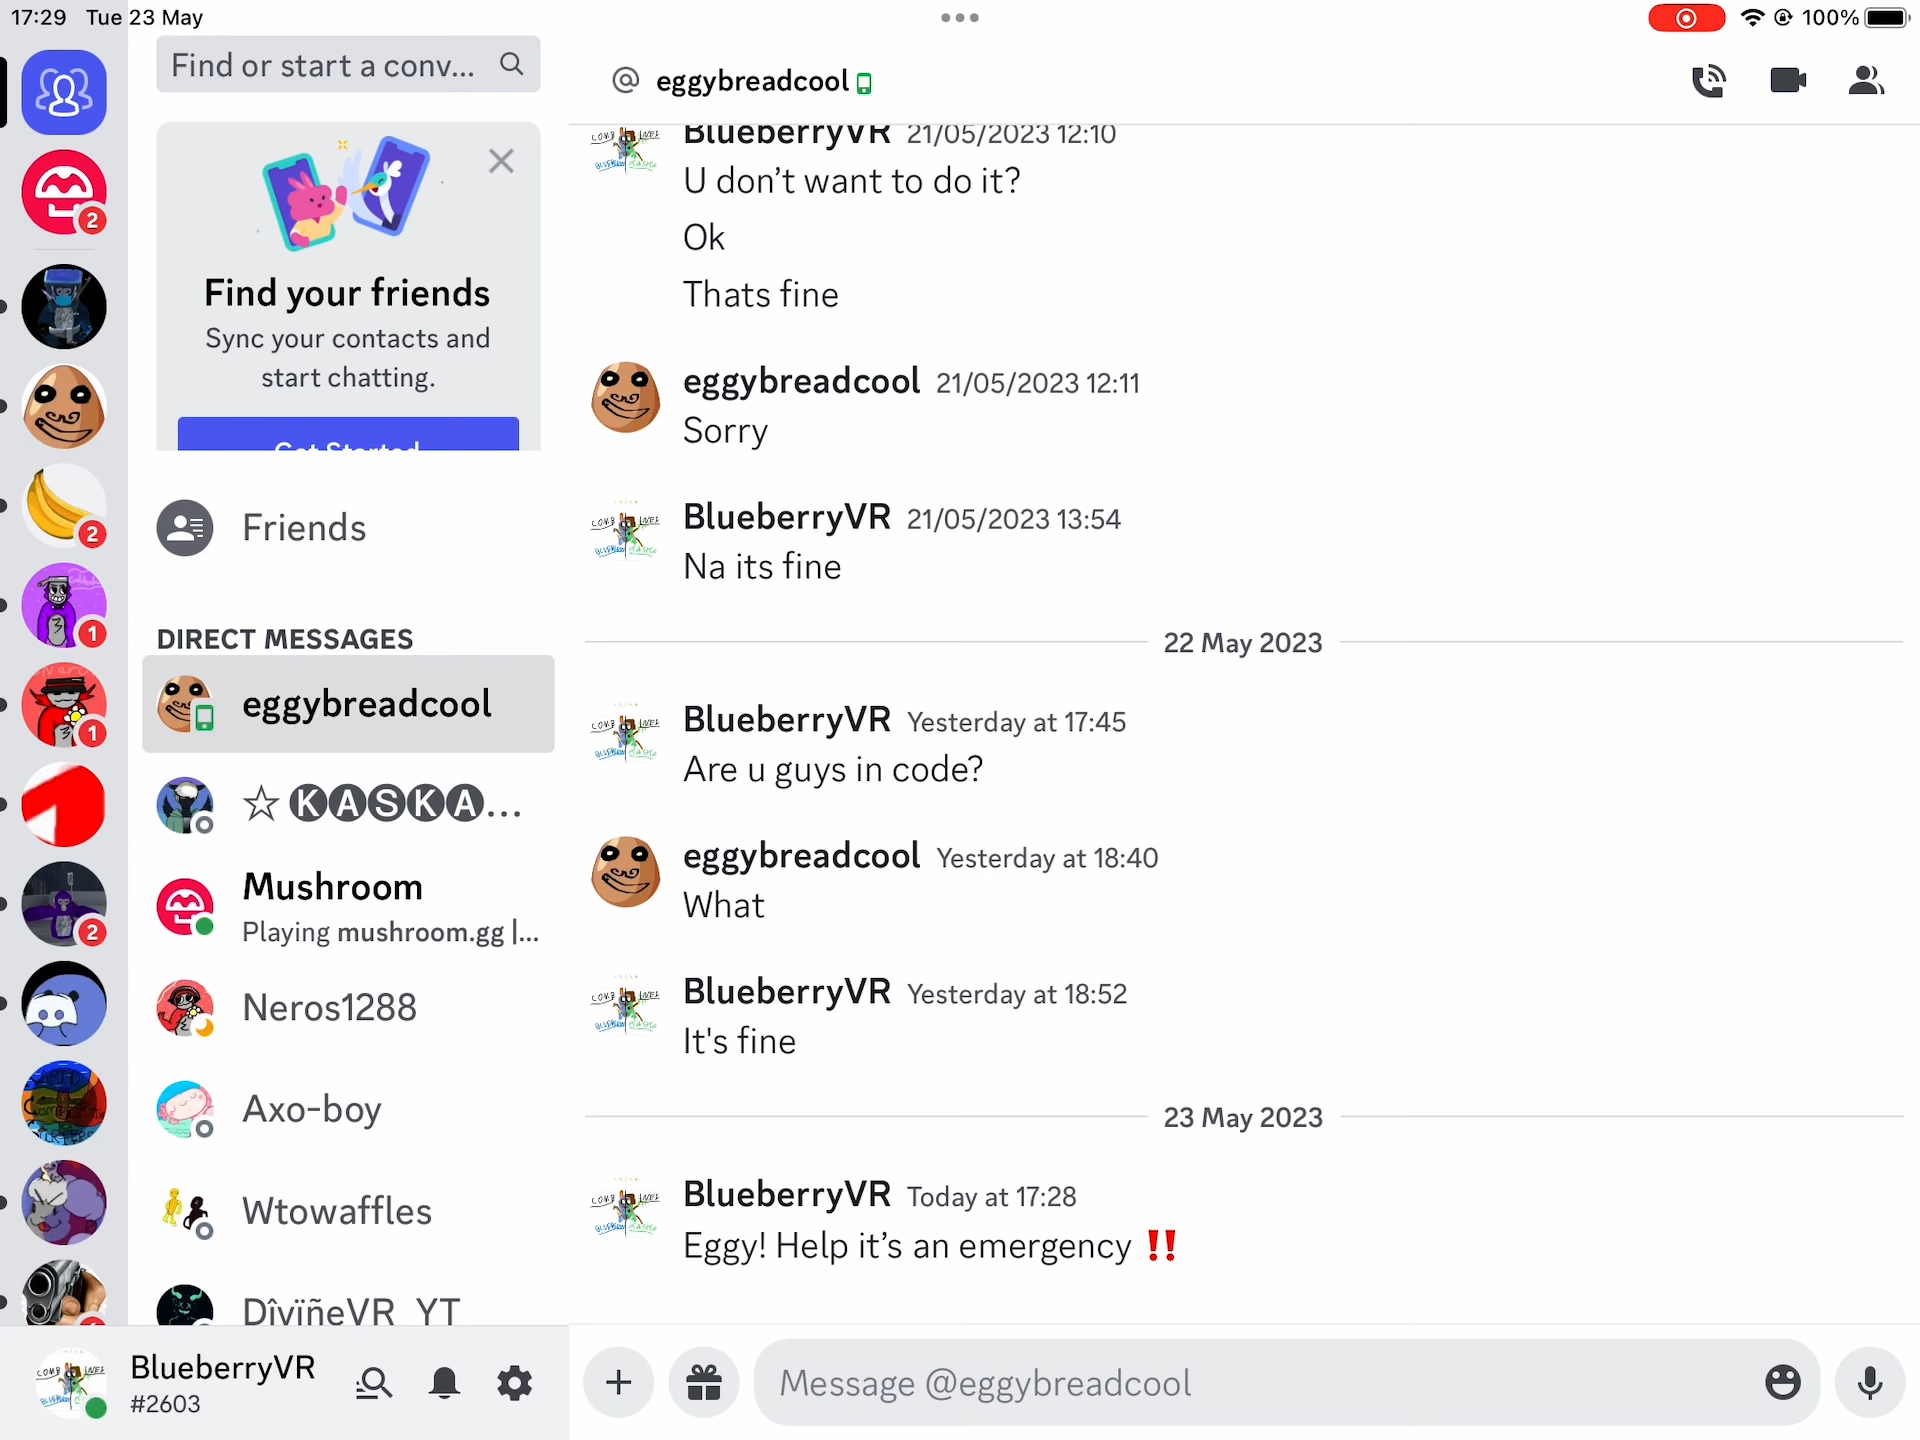 17:29 Tue 23 May
100%
Find or start a conv...
Find your friends
Sync your contacts and
start chatting.
Get Started
Friends
DIRECT MESSAGES
eggybreadcool
☆ 🅚🅐🅢🅚🅐...
Mushroom
Playing mushroom.gg |...
Neros1288
Axo-boy
Wtowaffles
DîvïñeVR_YT
BlueberryVR
#2603
2
2
1
1
2
@ eggybreadcool
BlueberryVR 21/05/2023 12:10
U don’t want to do it?
Ok
Thats fine
eggybreadcool 21/05/2023 12:11
Sorry
BlueberryVR 21/05/2023 13:54
Na its fine
22 May 2023
BlueberryVR Yesterday at 17:45
Are u guys in code?
eggybreadcool Yesterday at 18:40
What
BlueberryVR Yesterday at 18:52
It's fine
23 May 2023
BlueberryVR Today at 17:28
Eggy! Help it’s an emergency ‼️
Message @eggybreadcool